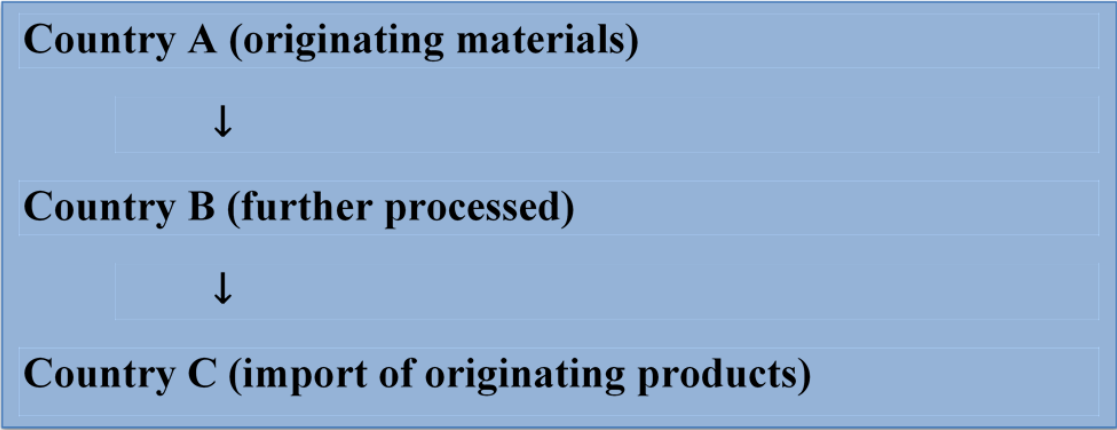 Country A (originating materials)
↓
Country B (further processed)
↓
Country C (import of originating products)